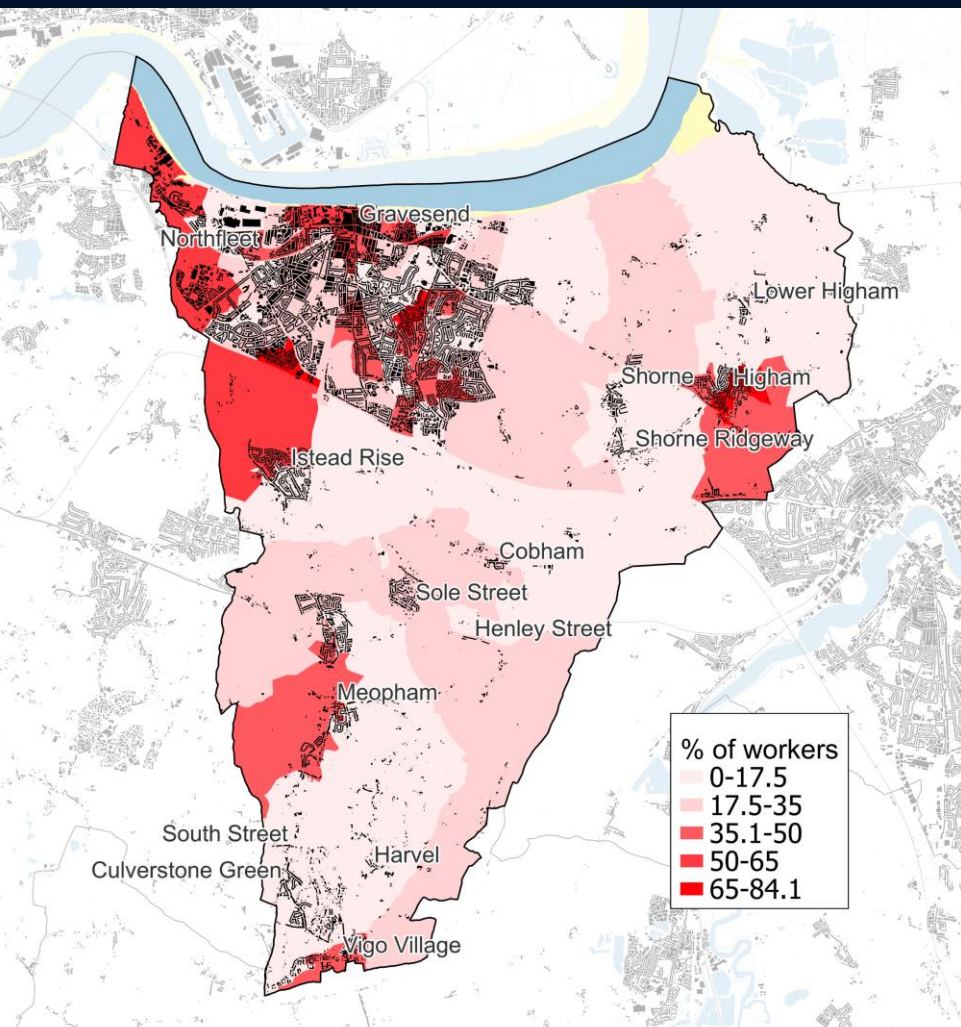 Gravesend
Northfleet
Lower Higham
Shorne
Higham
Shorne Ridgeway
Istead Rise
Cobham
Sole Street
Henley Street
Meopham
% of workers
0-17.5
17.5-35
35.1-50
50-65
65-84.1
South Street
Harvel
Culverstone Green
Vigo Village